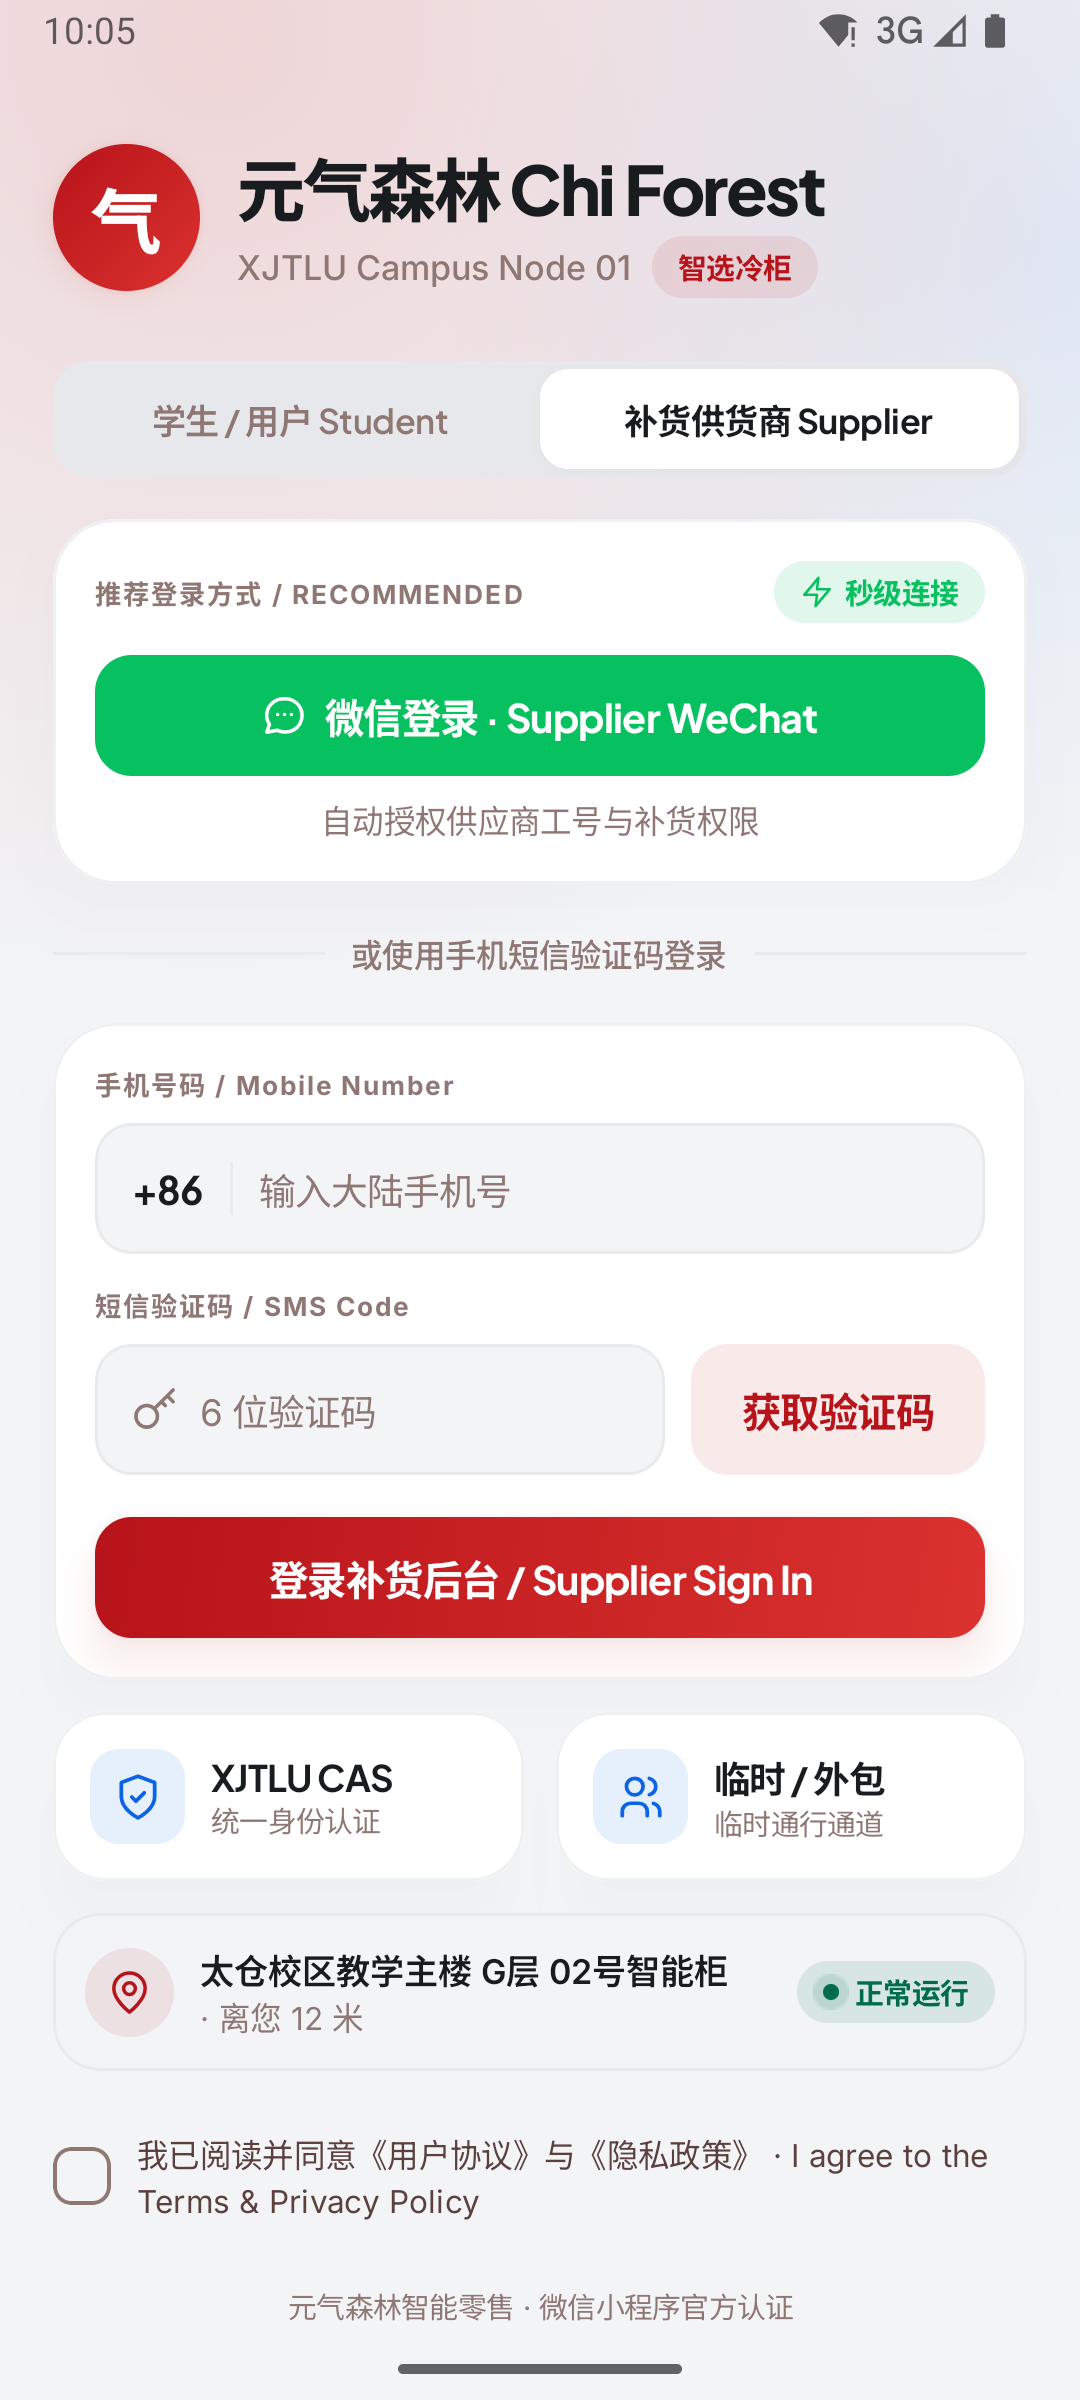 10:05
3G
气
元气森林 Chi Forest
XJTLU Campus Node 01
智选冷柜
学生 / 用户 Student
补货供货商 Supplier
推荐登录方式 / RECOMMENDED
秒级连接
微信登录 · Supplier WeChat
自动授权供应商工号与补货权限
或使用手机短信验证码登录
手机号码 / Mobile Number
+86
输入大陆手机号
短信验证码 / SMS Code
6 位验证码
获取验证码
登录补货后台 / Supplier Sign In
XJTLU CAS
统一身份认证
临时 / 外包
临时通行通道
太仓校区教学主楼 G层 02号智能柜
· 离您 12 米
正常运行
我已阅读并同意《用户协议》与《隐私政策》 · I agree to the
Terms & Privacy Policy
元气森林智能零售 · 微信小程序官方认证